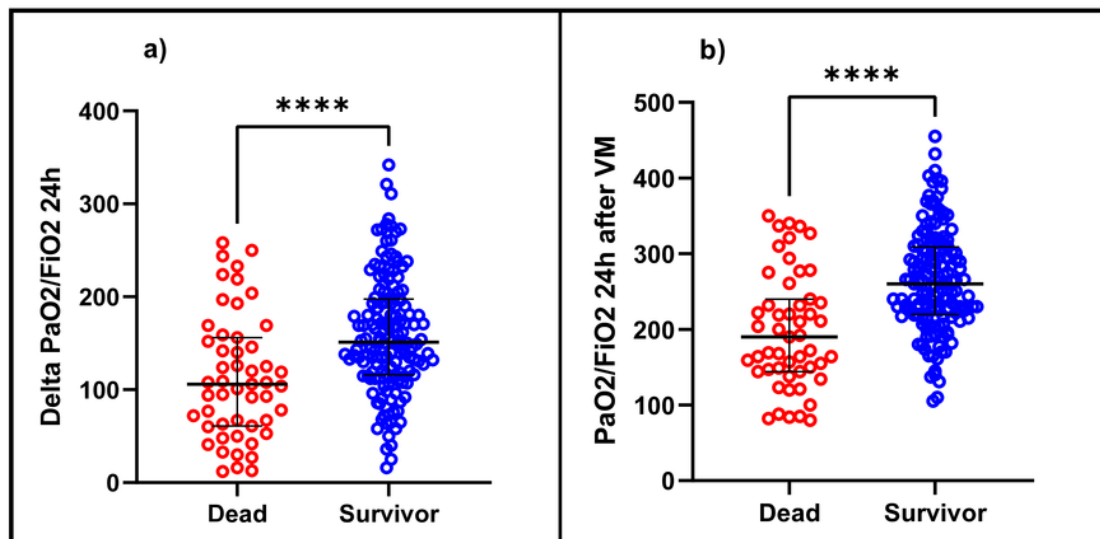 a)
****
Delta PaO2/FiO2 24h
400
300
200
100
0
Dead
Survivor
b)
****
PaO2/FiO2 24h after VM
500
400
300
200
100
0
Dead
Survivor